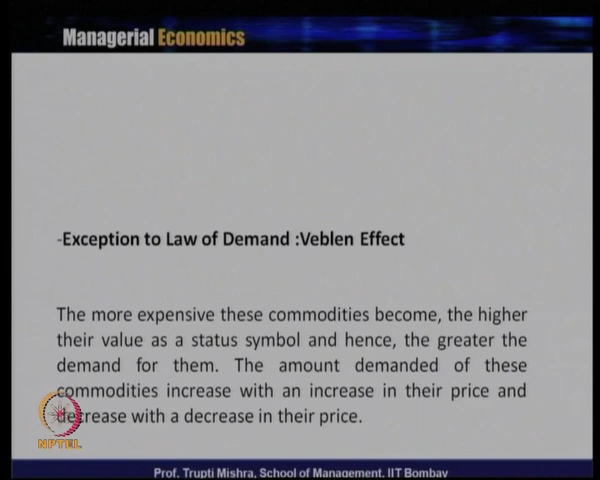 Managerial Economics
-Exception to Law of Demand :Veblen Effect
The more expensive these commodities become, the higher
their value as a status symbol and hence, the greater the
demand for them. The amount demanded of these
commodities increase with an increase in their price and
decrease with a decrease in their price.
NPTEL
Prof. Trupti Mishra, School of Management, IIT Bombay